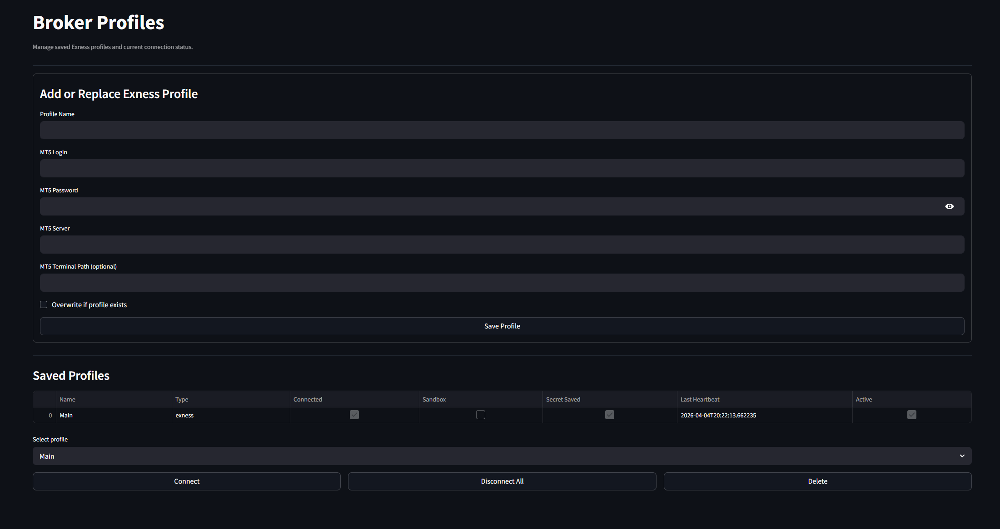 Broker Profiles
Manage saved Exness profiles and current connection status.
Add or Replace Exness Profile
Profile Name
MT5 Login
MT5 Password
MT5 Server
MT5 Terminal Path (optional)
Overwrite if profile exists
Save Profile
Saved Profiles
Name Type Connected Sandbox Secret Saved Last Heartbeat Active
0 Main exness 2026-04-04T20:22:13.662235
Select profile
Main
Connect Disconnect All Delete